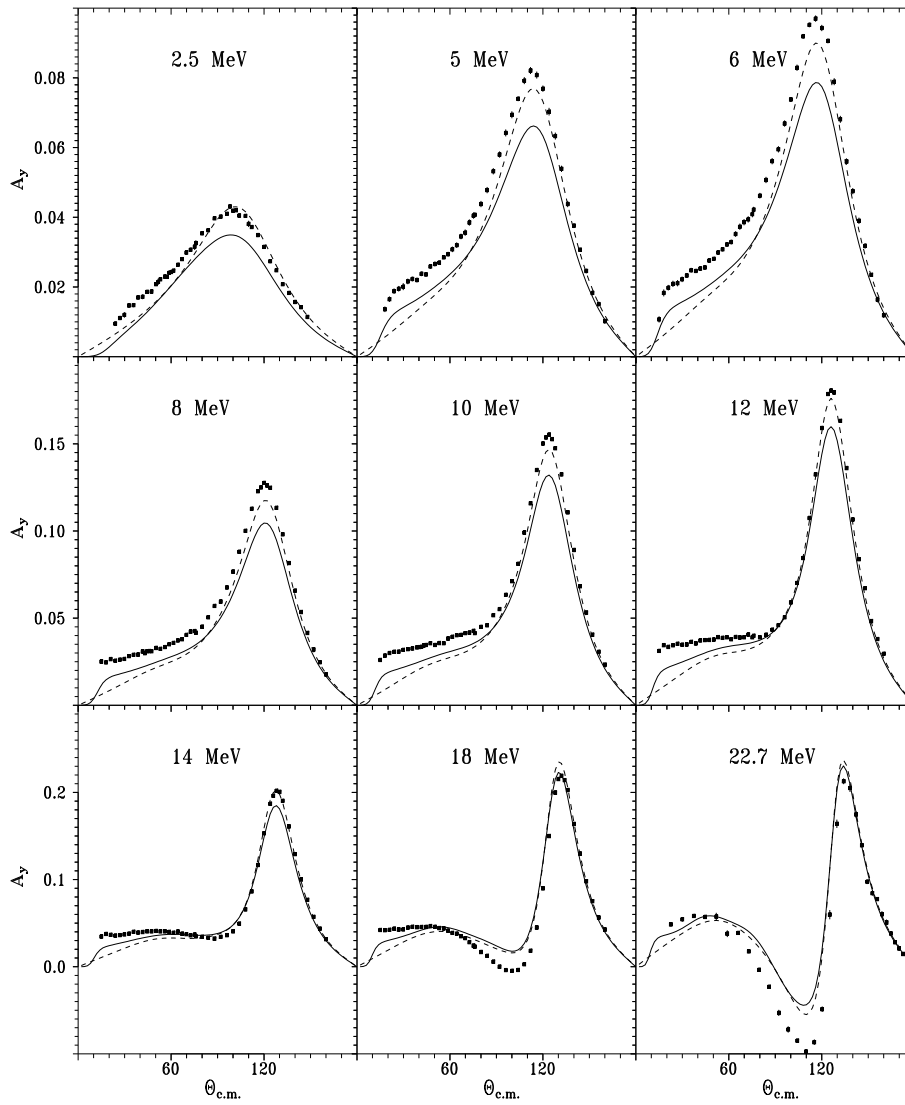 2.5 MeV
5 MeV
6 MeV
0.08
0.06
0.04
0.02
A_y
8 MeV
10 MeV
12 MeV
0.15
0.10
0.05
A_y
14 MeV
18 MeV
22.7 MeV
0.2
0.1
0.0
A_y
60 120 60 120 60 120
Θ_c.m. Θ_c.m. Θ_c.m.